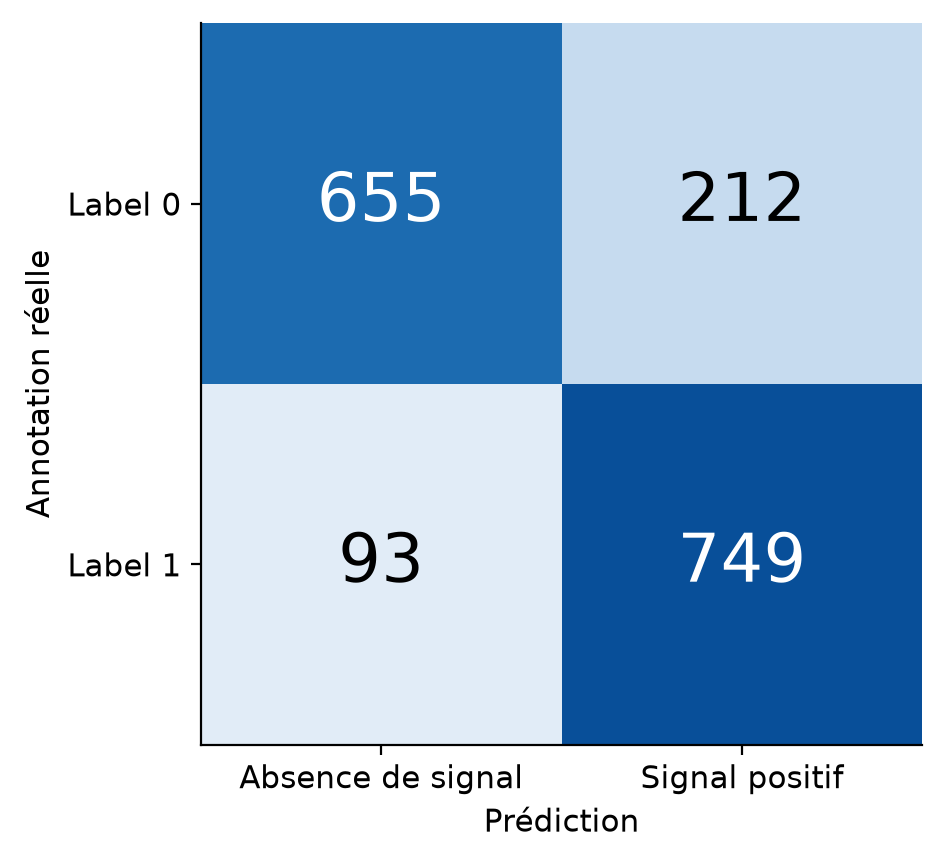 Annotation réelle
Label 0
655
212
Label 1
93
749
Absence de signal
Signal positif
Prédiction